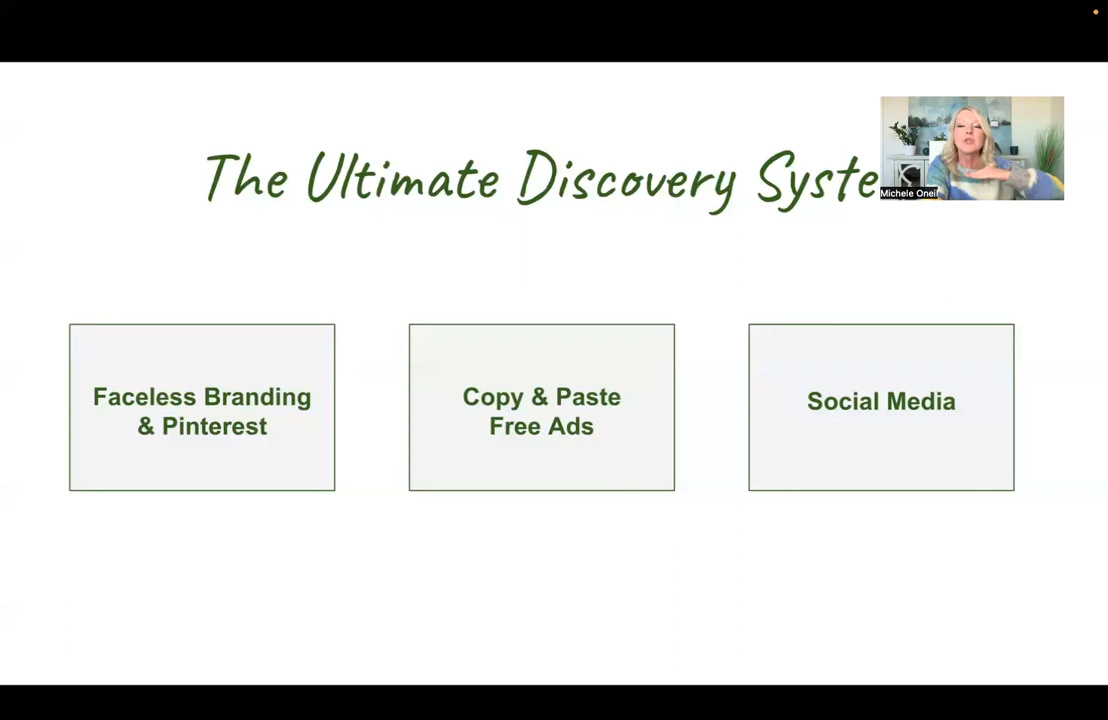 The Ultimate Discovery Syste
Michele Oneil
Faceless Branding
& Pinterest
Copy & Paste
Free Ads
Social Media